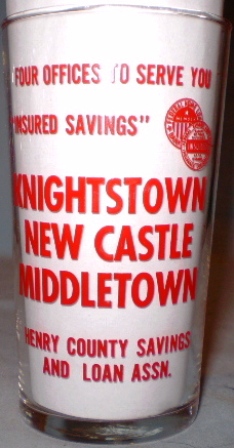 FOUR OFFICES TO SERVE YOU
"INSURED SAVINGS"
KNIGHTSTOWN
NEW CASTLE
MIDDLETOWN
HENRY COUNTY SAVINGS
AND LOAN ASSN.